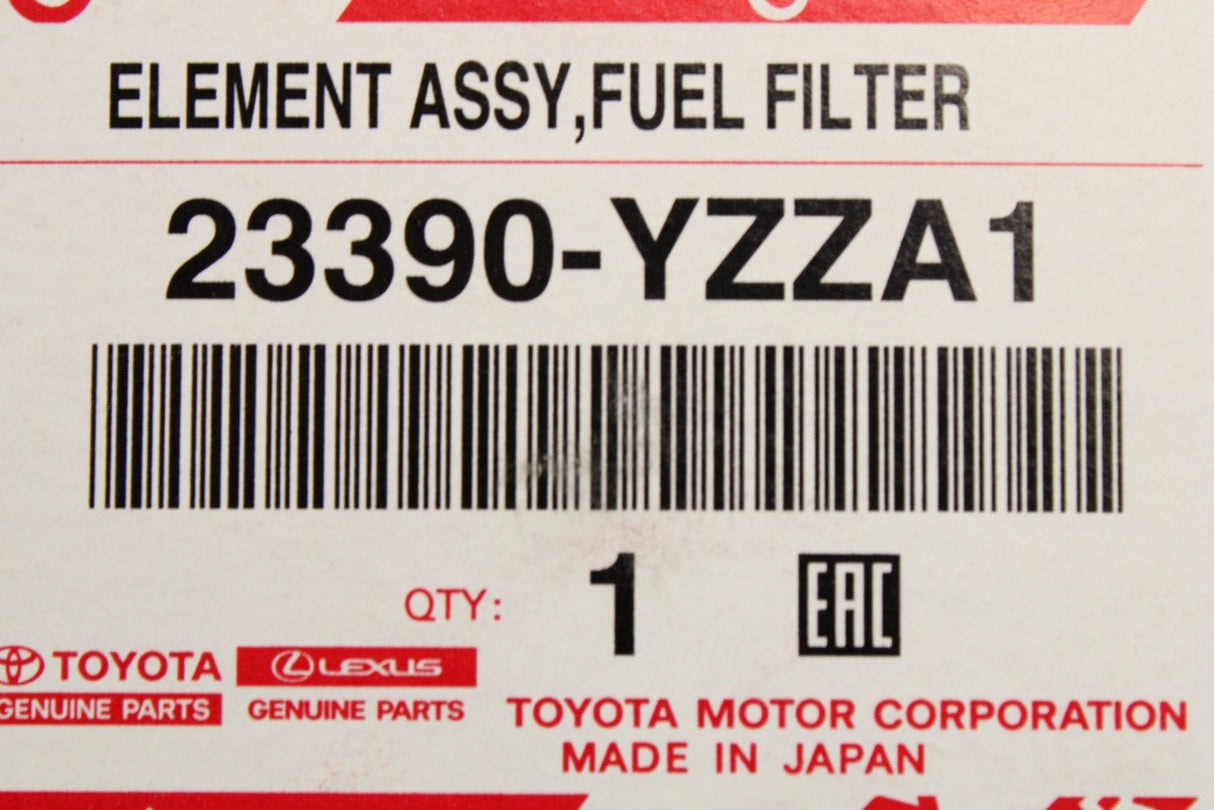 ELEMENT ASSY,FUEL FILTER
23390-YZZA1
QTY: 1 EAC
TOYOTA LEXUS
GENUINE PARTS GENUINE PARTS
TOYOTA MOTOR CORPORATION
MADE IN JAPAN